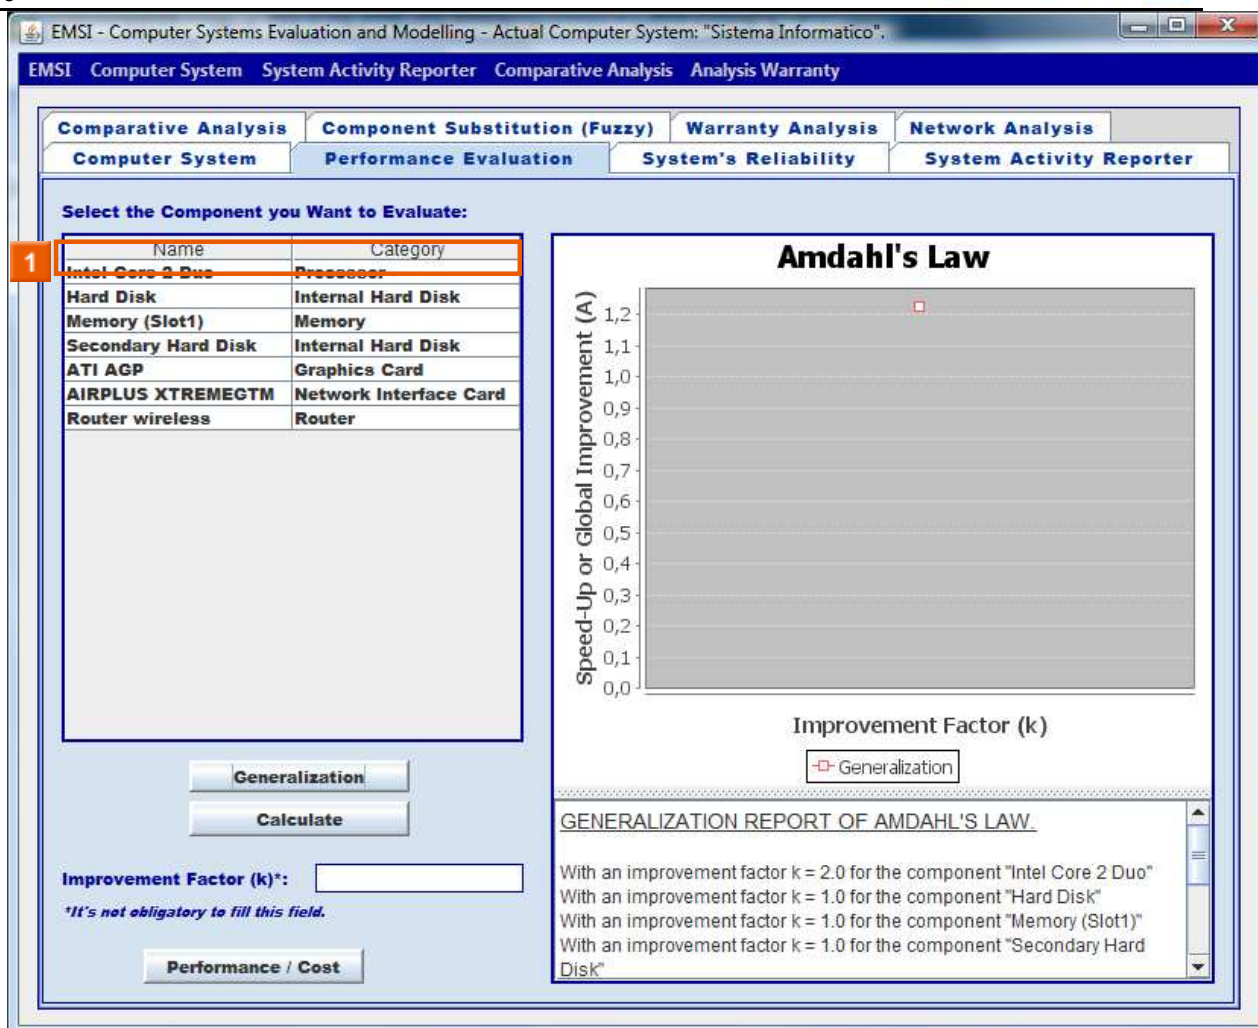 EMSI - Computer Systems Evaluation and Modelling - Actual Computer System: "Sistema Informatico".
EMSI Computer System System Activity Reporter Comparative Analysis Analysis Warranty
Comparative Analysis Component Substitution (Fuzzy) Warranty Analysis Network Analysis
Computer System Performance Evaluation System's Reliability System Activity Reporter
Select the Component you Want to Evaluate:
1
Name Category
Intel Core 2 Duo Processor
Hard Disk Internal Hard Disk
Memory (Slot1) Memory
Secondary Hard Disk Internal Hard Disk
ATI AGP Graphics Card
AIRPLUS XTREMEGTM Network Interface Card
Router wireless Router
Generalization
Calculate
Improvement Factor (k)*:
*It's not obligatory to fill this field.
Performance / Cost
Amdahl's Law
Speed-Up or Global Improvement (A)
1,2
1,1
1,0
0,9
0,8
0,7
0,6
0,5
0,4
0,3
0,2
0,1
0,0
Improvement Factor (k)
Generalization
GENERALIZATION REPORT OF AMDAHL'S LAW.
With an improvement factor k = 2.0 for the component "Intel Core 2 Duo"
With an improvement factor k = 1.0 for the component "Hard Disk"
With an improvement factor k = 1.0 for the component "Memory (Slot1)"
With an improvement factor k = 1.0 for the component "Secondary Hard
Disk"